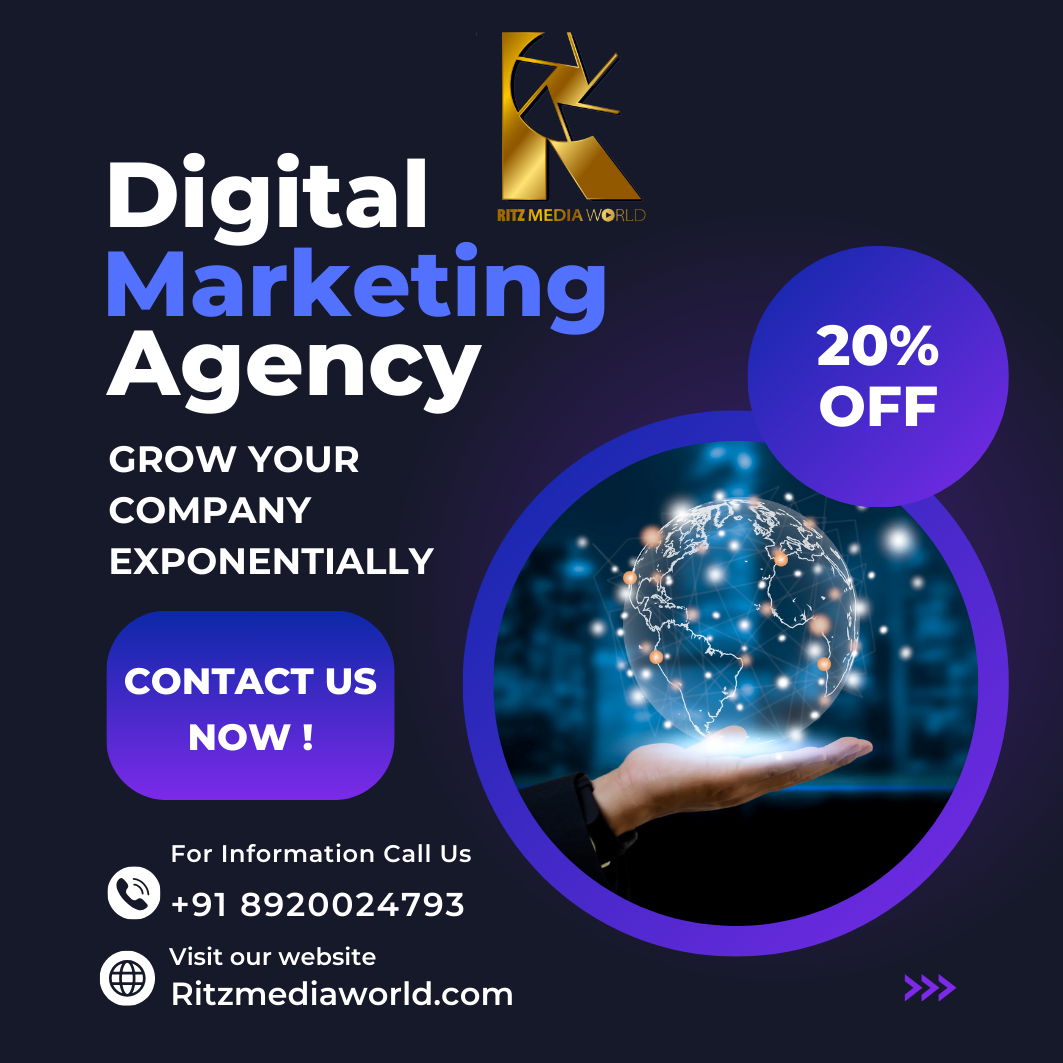 RITZ MEDIA WORLD
Digital
Marketing
Agency
20%
OFF
GROW YOUR
COMPANY
EXPONENTIALLY
CONTACT US
NOW !
For Information Call Us
+91 8920024793
Visit our website
Ritzmediaworld.com